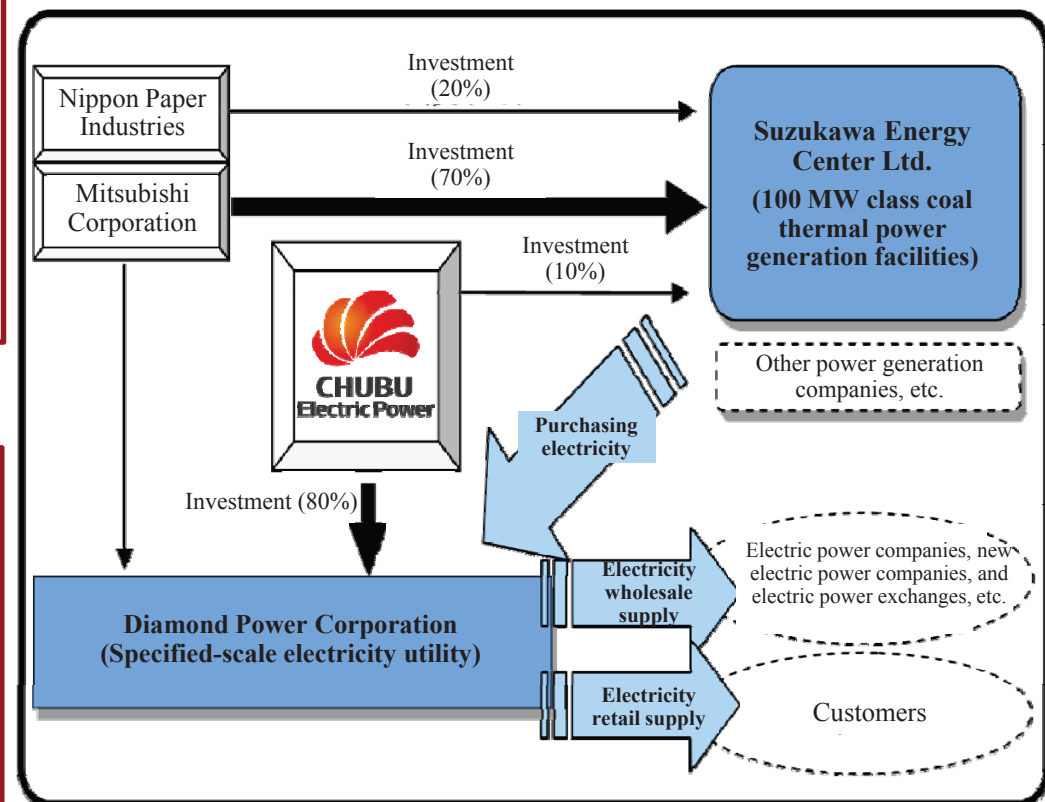 Investment
(20%)
Nippon Paper
Industries
Investment
(70%)
Mitsubishi
Corporation
Suzukawa Energy
Center Ltd.
(100 MW class coal
thermal power
generation facilities)
Investment
(10%)
CHUBU
Electric Power
Other power generation
companies, etc.
Purchasing
electricity
Investment (80%)
Electric power companies, new
electric power companies, and
electric power exchanges, etc.
Electricity
wholesale
supply
Diamond Power Corporation
(Specified-scale electricity utility)
Electricity
retail supply
Customers